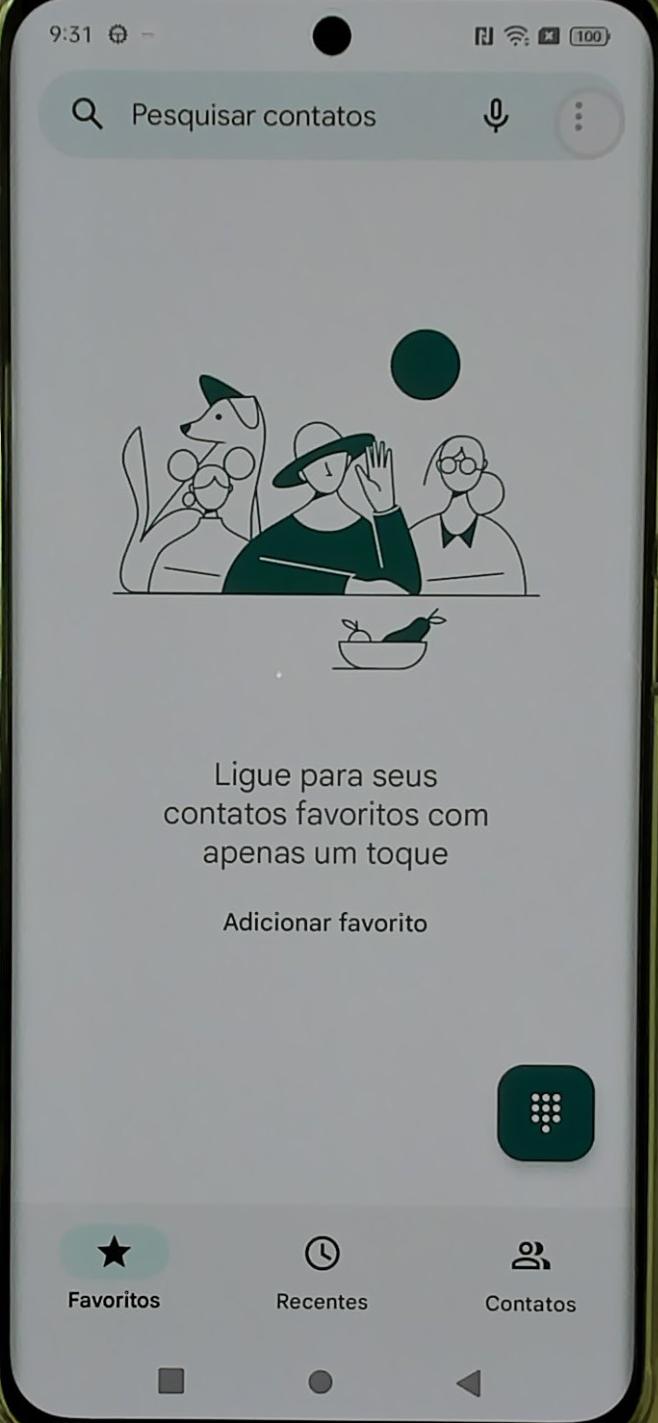 9:31
100
Pesquisar contatos
Ligue para seus
contatos favoritos com
apenas um toque
Adicionar favorito
Favoritos
Recentes
Contatos